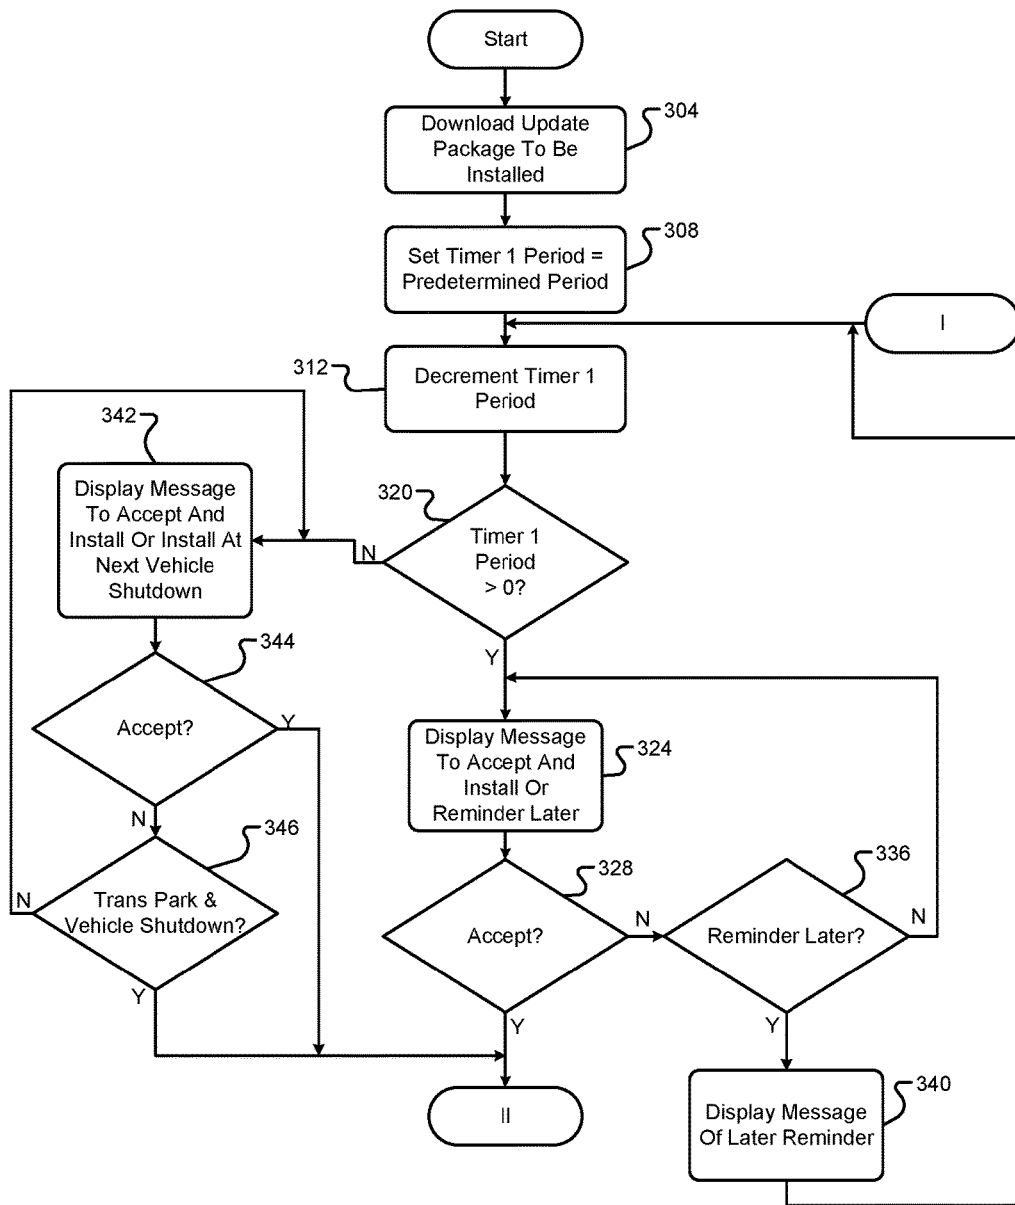 Start
304
Download Update
Package To Be
Installed
308
Set Timer 1 Period =
Predetermined Period
I
312
Decrement Timer 1
Period
342
Display Message
To Accept And
Install Or Install At
Next Vehicle
Shutdown
320
Timer 1
Period
> 0?
N
Y
344
Accept?
Y
N
324
Display Message
To Accept And
Install Or
Reminder Later
346
Trans Park &
Vehicle Shutdown?
N
Y
328
Accept?
N
Y
336
Reminder Later?
N
Y
II
340
Display Message
Of Later Reminder